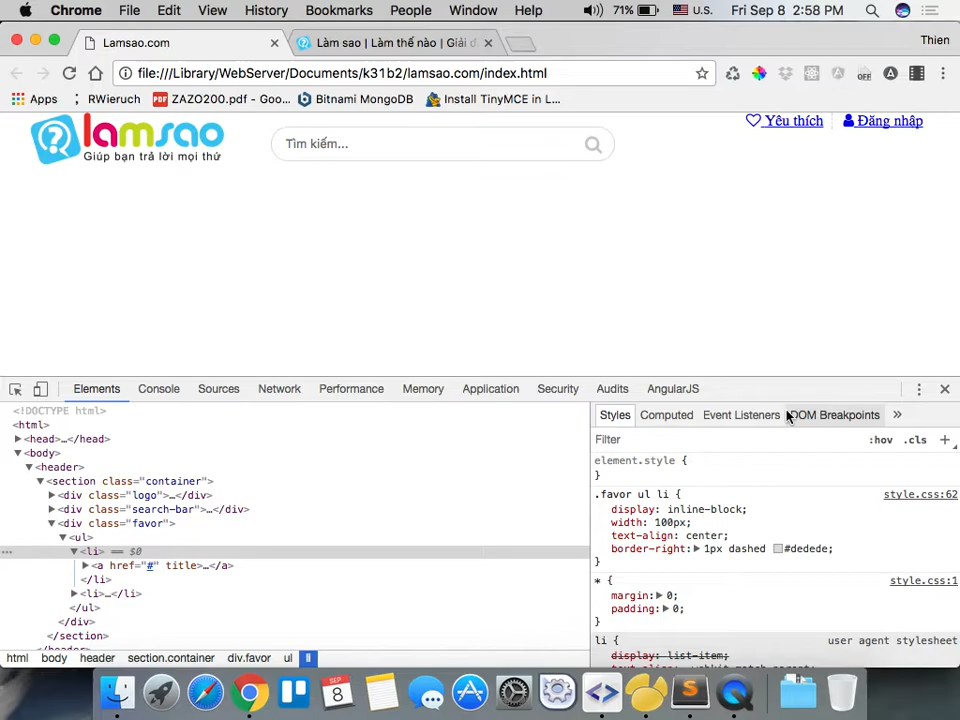 Chrome File Edit View History Bookmarks People Window Help 71% U.S. Fri Sep 8 2:58 PM
Lamsao.com Làm sao | Làm thế nào | Giải đ Thien
file:///Library/WebServer/Documents/k31b2/lamsao.com/index.html
Apps RWieruch ZAZO200.pdf - Goo... Bitnami MongoDB Install TinyMCE in L...
lamsao
Giúp bạn trả lời mọi thứ
Tìm kiếm...
Yêu thích Đăng nhập
Elements Console Sources Network Performance Memory Application Security Audits AngularJS
<!DOCTYPE html>
<html>
<head>…</head>
<body>
<header>
<section class="container">
<div class="logo">…</div>
<div class="search-bar">…</div>
<div class="favor">
<ul>
<li> == $0
<a href="#" title>…</a>
</li>
<li>…</li>
</ul>
</div>
</section>
html body header section.container div.favor ul li
Styles Computed Event Listeners DOM Breakpoints »
Filter :hov .cls +
element.style {
}
.favor ul li { style.css:62
display: inline-block;
width: 100px;
text-align: center;
border-right: 1px dashed #dedede;
}
* { style.css:1
margin: 0;
padding: 0;
}
li { user agent stylesheet
display: list-item;
SEP
8